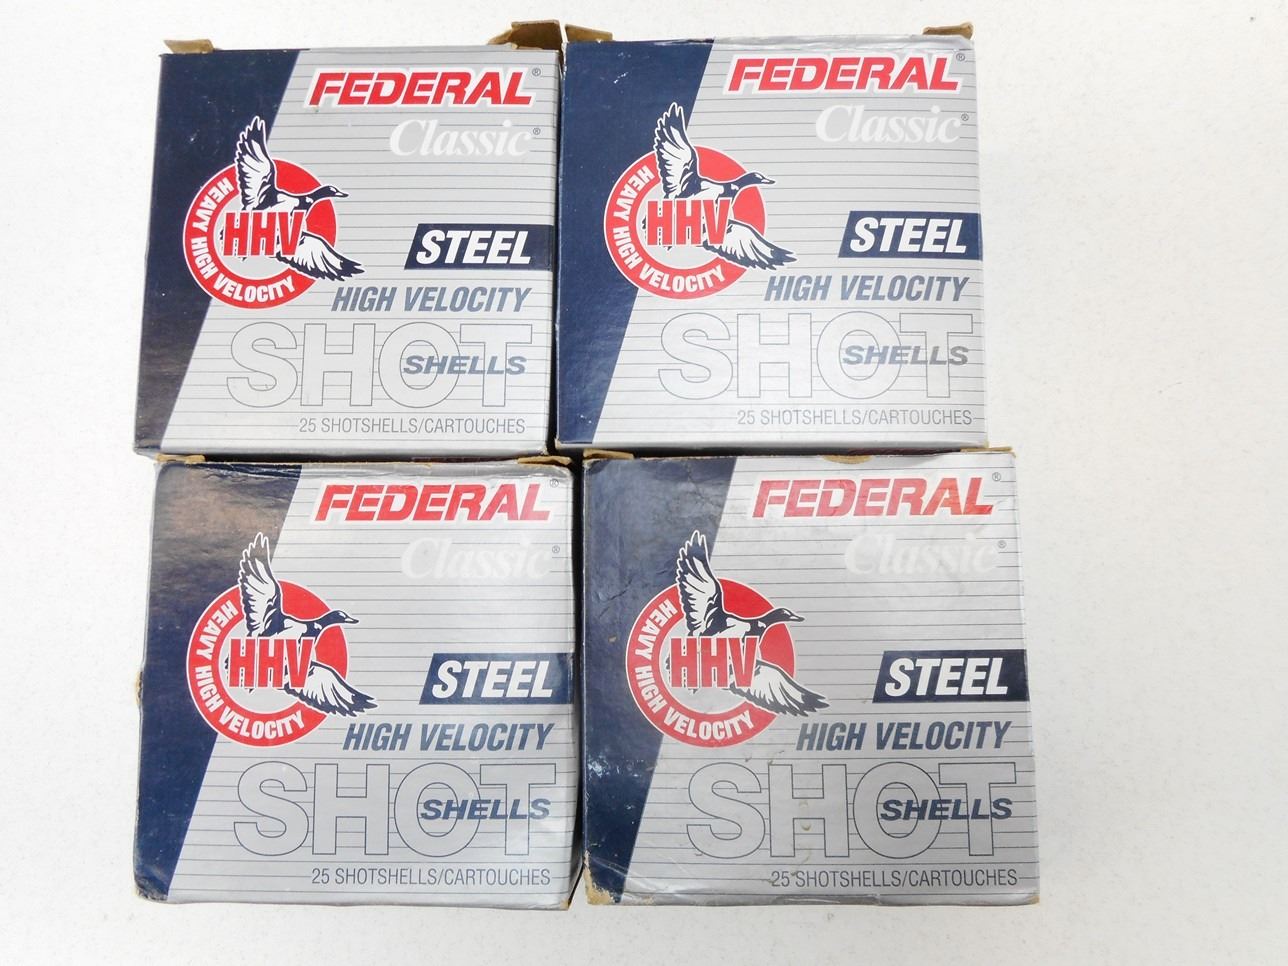 FEDERAL®
Classic®
HHV
HEAVY HIGH VELOCITY
STEEL
HIGH VELOCITY
SHOT
SHELLS
25 SHOTSHELLS/CARTOUCHES
FEDERAL®
Classic®
HHV
HEAVY HIGH VELOCITY
STEEL
HIGH VELOCITY
SHOT
SHELLS
25 SHOTSHELLS/CARTOUCHES
FEDERAL®
Classic®
HHV
HEAVY HIGH VELOCITY
STEEL
HIGH VELOCITY
SHOT
SHELLS
25 SHOTSHELLS/CARTOUCHES
FEDERAL®
Classic®
HHV
HEAVY HIGH VELOCITY
STEEL
HIGH VELOCITY
SHOT
SHELLS
25 SHOTSHELLS/CARTOUCHES